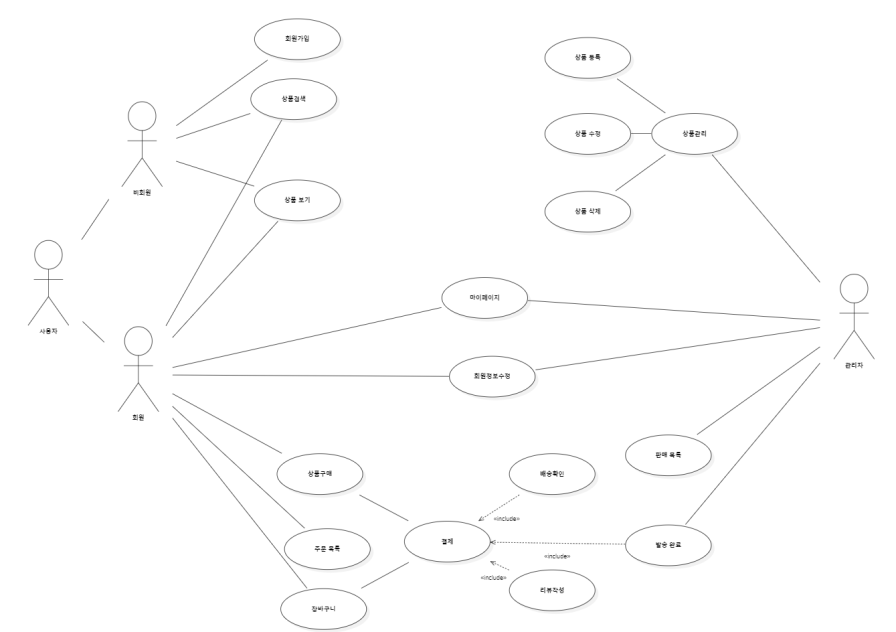 회원가입
상품 등록
상품검색
상품 수정
상품관리
비회원
상품 보기
상품 삭제
마이페이지
사용자
관리자
회원정보수정
회원
판매 목록
상품구매
배송확인
«include»
결제
주문 목록
발송 완료
«include»
«include»
리뷰작성
장바구니